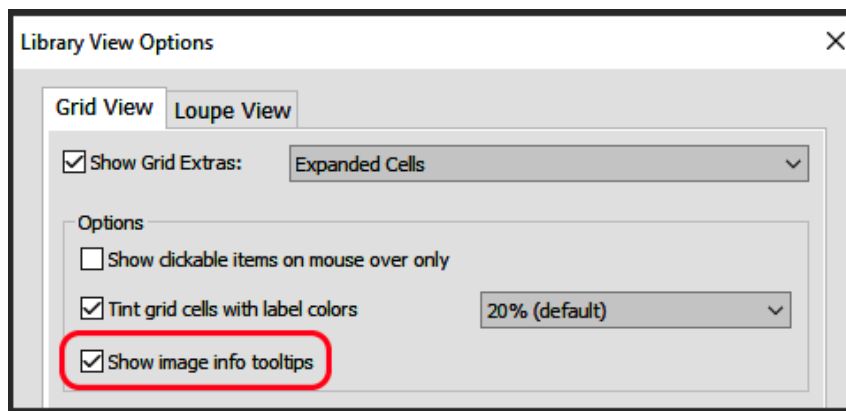 Library View Options
Grid View Loupe View
Show Grid Extras: Expanded Cells
Options
Show clickable items on mouse over only
Tint grid cells with label colors 20% (default)
Show image info tooltips